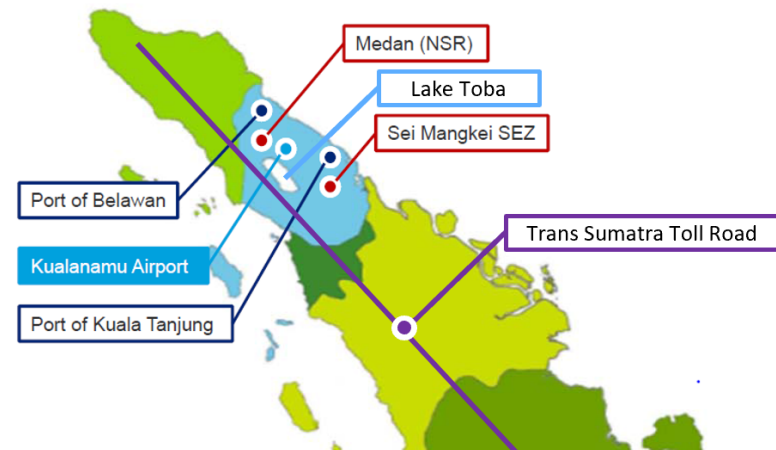 Medan (NSR)
Lake Toba
Sei Mangkei SEZ
Port of Belawan
Trans Sumatra Toll Road
Kualanamu Airport
Port of Kuala Tanjung